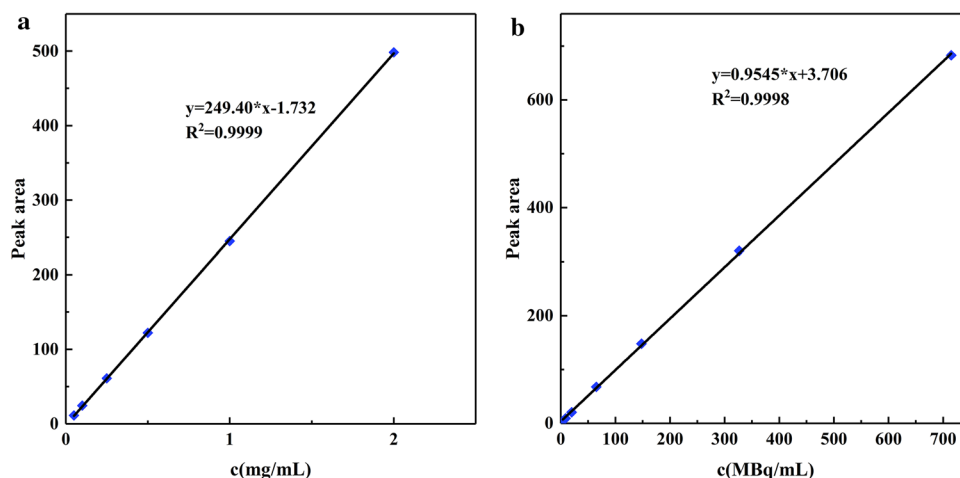 a
y=249.40*x-1.732
R²=0.9999
Peak area
500
400
300
200
100
0
0
1
2
c(mg/mL)
b
y=0.9545*x+3.706
R²=0.9998
Peak area
600
400
200
0
0
100
200
300
400
500
600
700
c(MBq/mL)